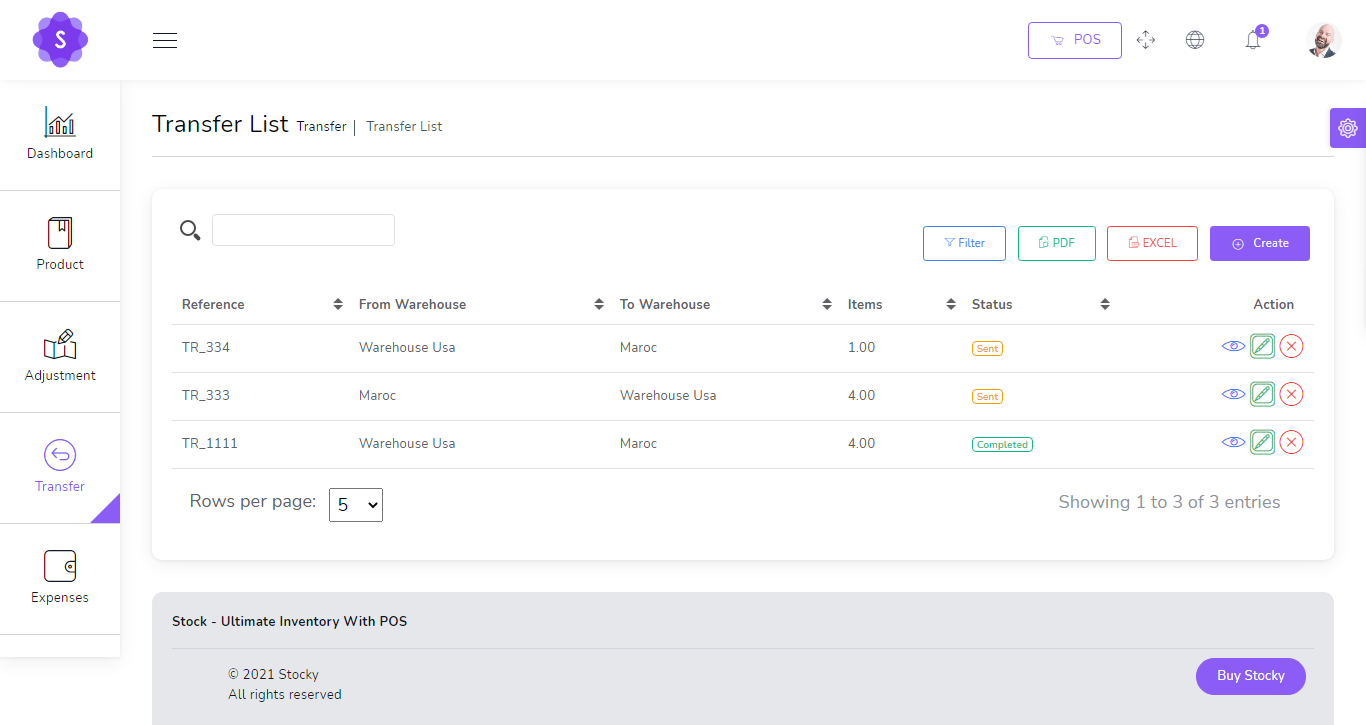 S
POS
1
Dashboard
Product
Adjustment
Transfer
Expenses
Transfer List Transfer | Transfer List
Filter PDF EXCEL Create
Reference From Warehouse To Warehouse Items Status Action
TR_334 Warehouse Usa Maroc 1.00 Sent
TR_333 Maroc Warehouse Usa 4.00 Sent
TR_1111 Warehouse Usa Maroc 4.00 Completed
Rows per page: 5 Showing 1 to 3 of 3 entries
Stock - Ultimate Inventory With POS
© 2021 Stocky
All rights reserved
Buy Stocky